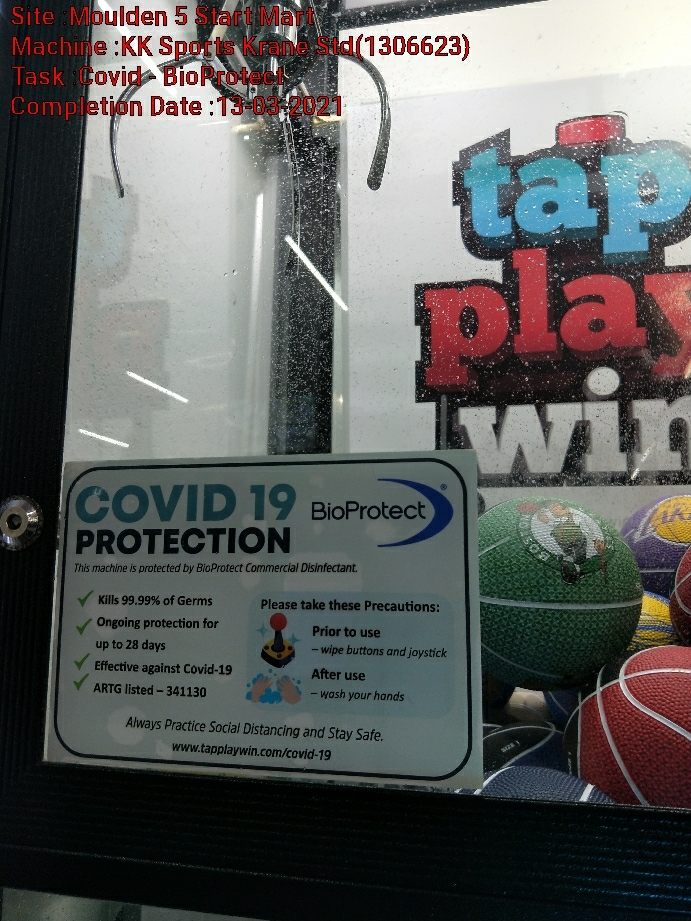 Site :Moulden 5 Start Mart
Machine :KK Sports Krane Std(1306623)
Task :Covid - BioProtect
Completion Date :13-03-2021
tap
play
win
COVID 19
PROTECTION
BioProtect®
This machine is protected by BioProtect Commercial Disinfectant.
Kills 99.99% of Germs
Ongoing protection for
up to 28 days
Effective against Covid-19
ARTG listed – 341130
Please take these Precautions:
Prior to use
– wipe buttons and joystick
After use
– wash your hands
Always Practice Social Distancing and Stay Safe.
www.tapplaywin.com/covid-19
SIZE 1